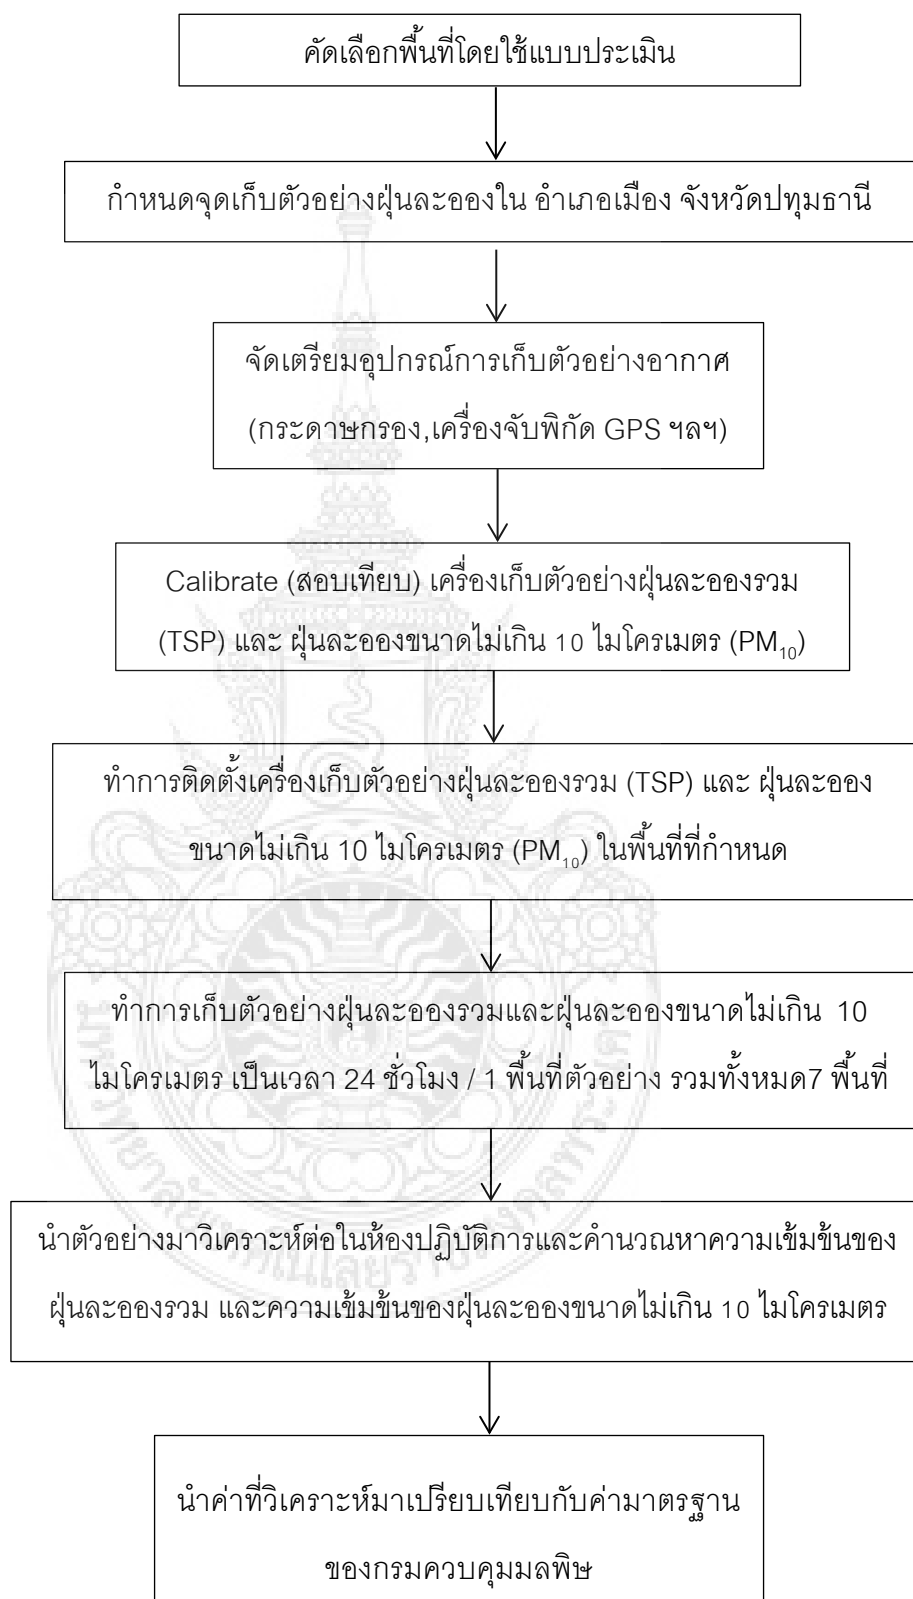 คัดเลือกพื้นที่โดยใช้แบบประเมิน
กำหนดจุดเก็บตัวอย่างฝุ่นละอองใน อำเภอเมือง จังหวัดปทุมธานี
จัดเตรียมอุปกรณ์การเก็บตัวอย่างอากาศ
(กระดาษกรอง,เครื่องจับพิกัด GPS ฯลฯ)
Calibrate (สอบเทียบ) เครื่องเก็บตัวอย่างฝุ่นละอองรวม
(TSP) และ ฝุ่นละอองขนาดไม่เกิน 10 ไมโครเมตร (PM₁₀)
ทำการติดตั้งเครื่องเก็บตัวอย่างฝุ่นละอองรวม (TSP) และ ฝุ่นละออง
ขนาดไม่เกิน 10 ไมโครเมตร (PM₁₀) ในพื้นที่ที่กำหนด
ทำการเก็บตัวอย่างฝุ่นละอองรวมและฝุ่นละอองขนาดไม่เกิน 10
ไมโครเมตร เป็นเวลา 24 ชั่วโมง / 1 พื้นที่ตัวอย่าง รวมทั้งหมด7 พื้นที่
นำตัวอย่างมาวิเคราะห์ต่อในห้องปฏิบัติการและคำนวณหาความเข้มข้นของ
ฝุ่นละอองรวม และความเข้มข้นของฝุ่นละอองขนาดไม่เกิน 10 ไมโครเมตร
นำค่าที่วิเคราะห์มาเปรียบเทียบกับค่ามาตรฐาน
ของกรมควบคุมมลพิษ